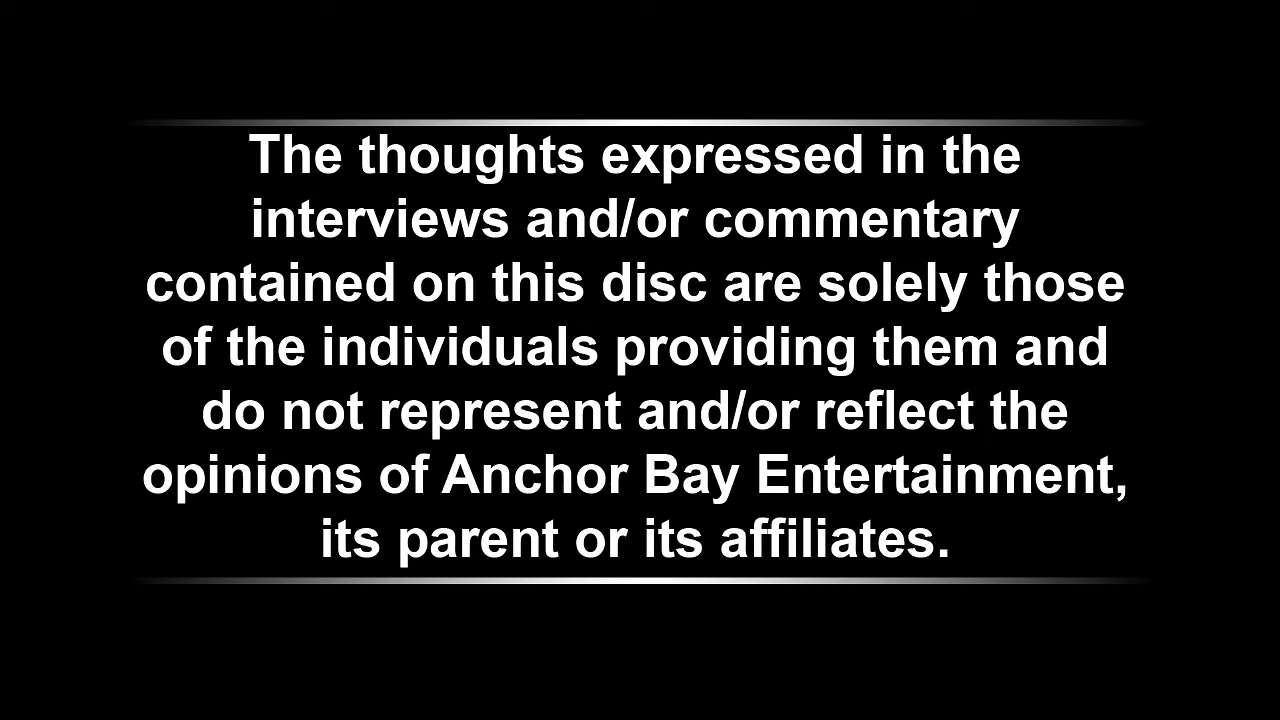 The thoughts expressed in the
interviews and/or commentary
contained on this disc are solely those
of the individuals providing them and
do not represent and/or reflect the
opinions of Anchor Bay Entertainment,
its parent or its affiliates.